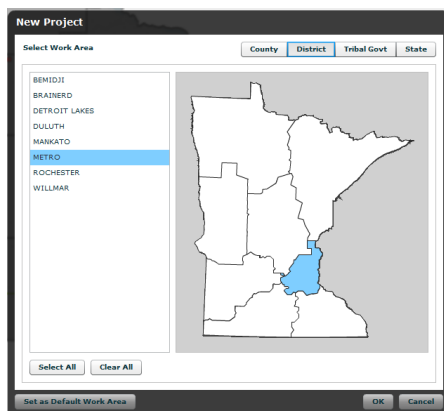 New Project
Select Work Area
County District Tribal Govt State
BEMIDJI
BRAINERD
DETROIT LAKES
DULUTH
MANKATO
METRO
ROCHESTER
WILLMAR
Select All Clear All
Set as Default Work Area OK Cancel